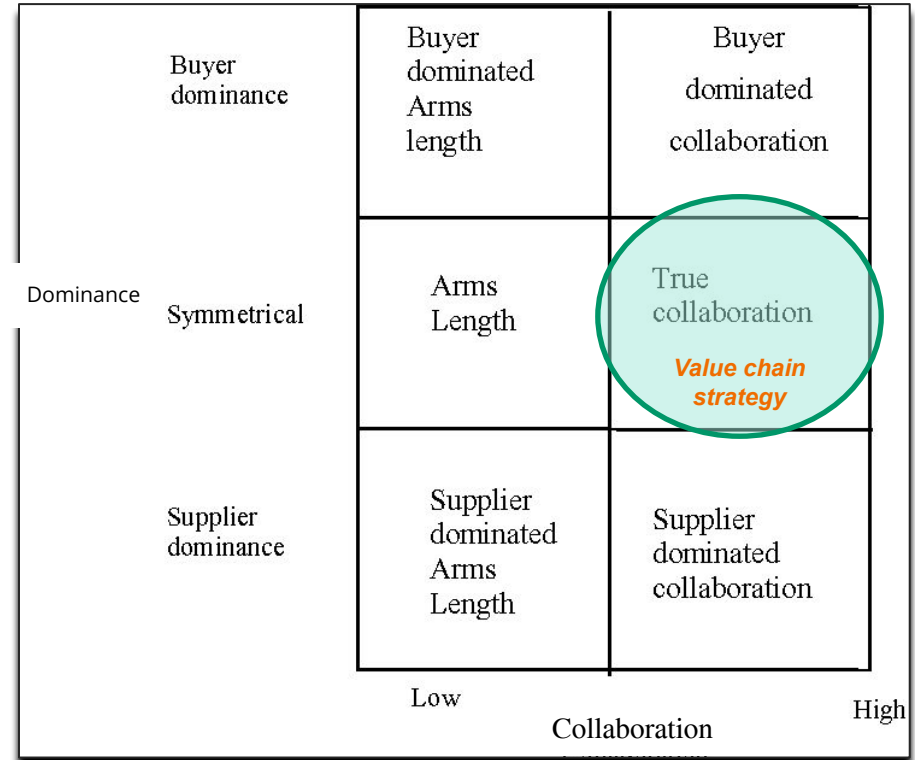 Buyer
dominance
Buyer
dominated
Arms
length
Buyer
dominated
collaboration
Dominance
Symmetrical
Arms
Length
True
collaboration
Value chain
strategy
Supplier
dominance
Supplier
dominated
Arms
Length
Supplier
dominated
collaboration
Low
High
Collaboration